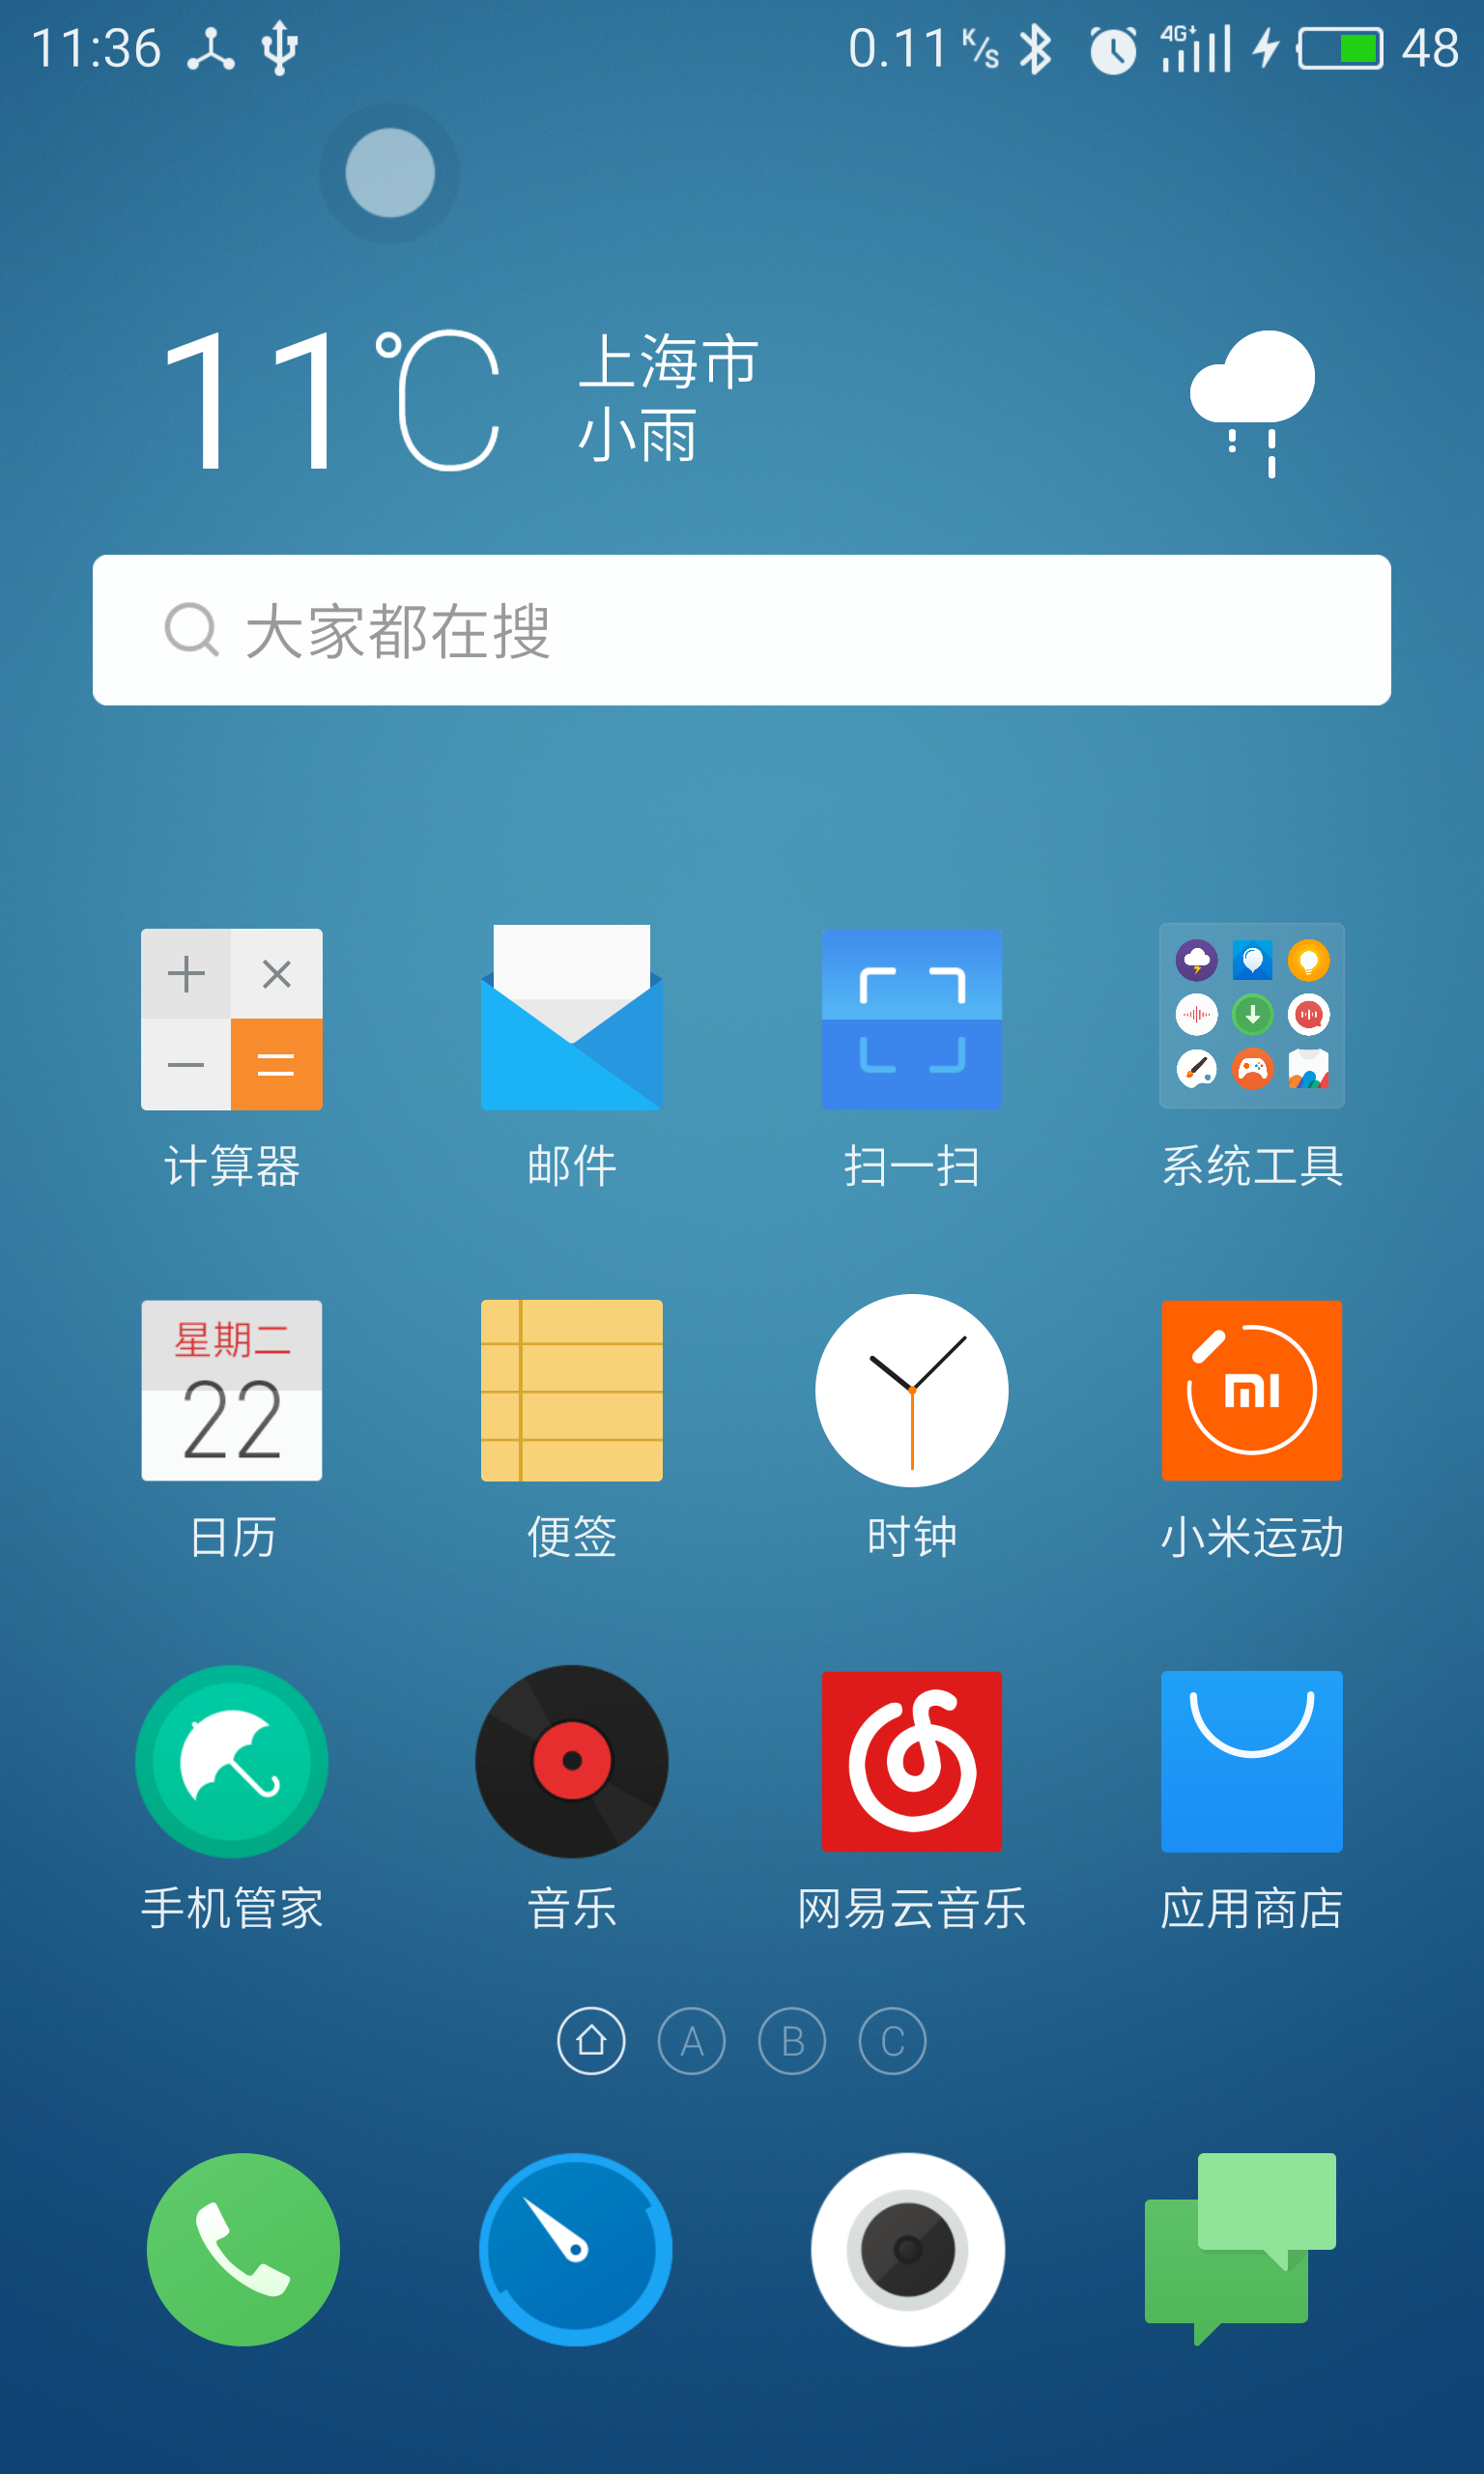 11:36 0.11 K/s 4G+ 48
11℃ 上海市
小雨
大家都在搜
计算器 邮件 扫一扫 系统工具
星期二
22
mi
日历 便签 时钟 小米运动
手机管家 音乐 网易云音乐 应用商店
A B C